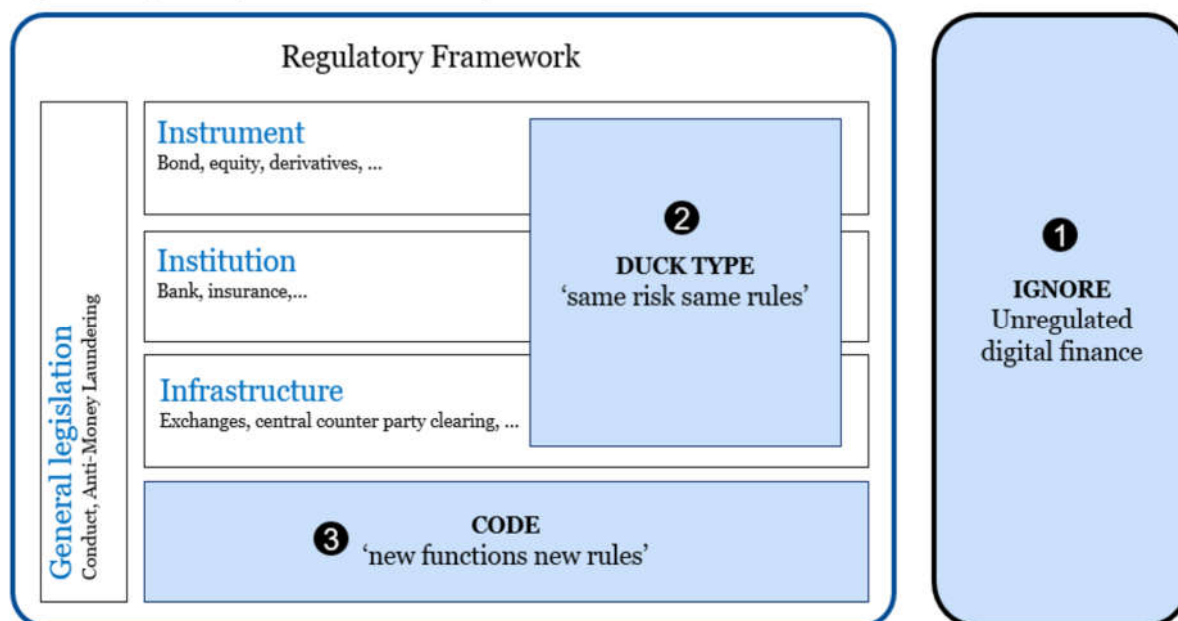 Regulatory Framework
General legislation
Conduct, Anti-Money Laundering
Instrument
Bond, equity, derivatives, ...
Institution
Bank, insurance,...
Infrastructure
Exchanges, central counter party clearing, ...
2
DUCK TYPE
‘same risk same rules’
3
CODE
‘new functions new rules’
1
IGNORE
Unregulated
digital finance